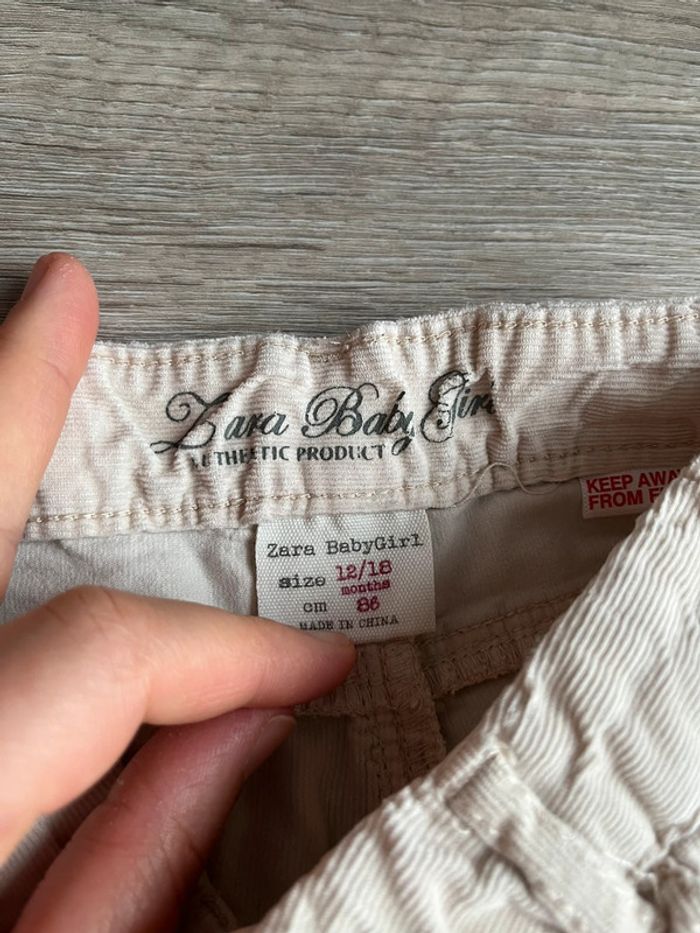 Zara Baby Girl
AUTHENTIC PRODUCT
KEEP AWAY
FROM
Zara BabyGirl
size 12/18
months
cm 86
MADE IN CHINA